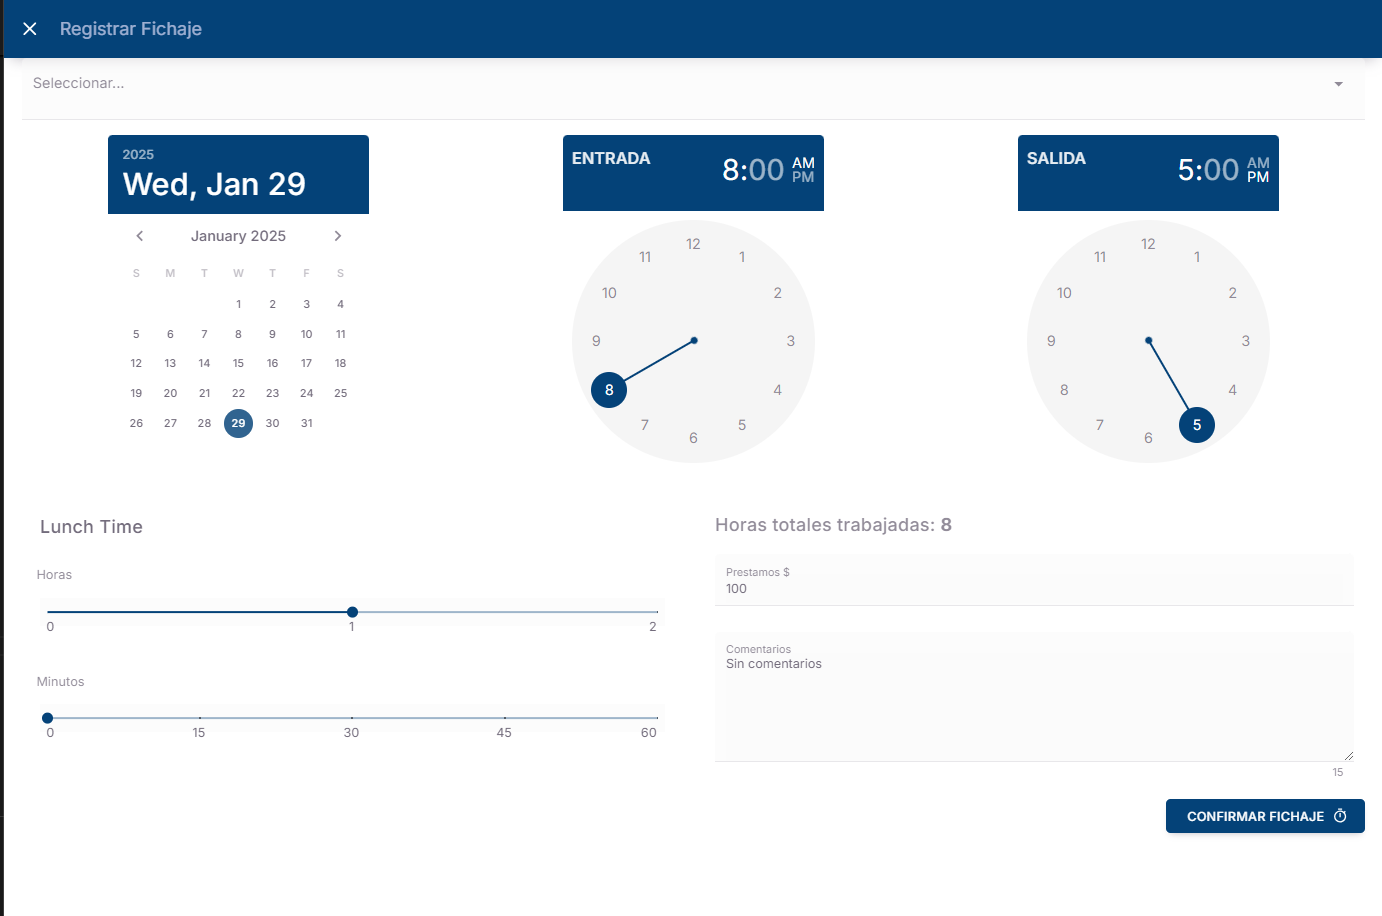 Registrar Fichaje
Seleccionar...
2025
Wed, Jan 29
January 2025
S M T W T F S
1 2 3 4
5 6 7 8 9 10 11
12 13 14 15 16 17 18
19 20 21 22 23 24 25
26 27 28 29 30 31
ENTRADA
8:00 AM
PM
12
11 1
10 2
9 3
8 4
7 5
6
SALIDA
5:00 AM
PM
12
11 1
10 2
9 3
8 4
7 5
6
Lunch Time
Horas
0 1 2
Minutos
0 15 30 45 60
Horas totales trabajadas: 8
Prestamos $
100
Comentarios
Sin comentarios
15
CONFIRMAR FICHAJE